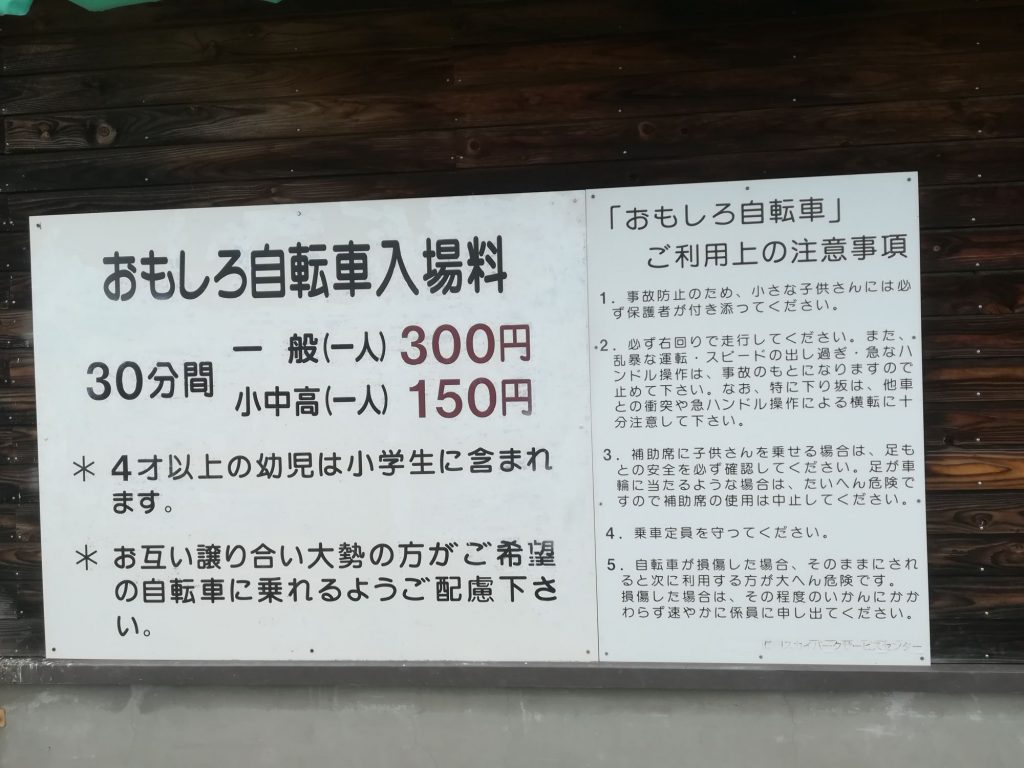 おもしろ自転車入場料
30分間
一 般(一人) 300円
小中高(一人) 150円
＊ 4才以上の幼児は小学生に含まれ
ます。
＊ お互い譲り合い大勢の方がご希望
の自転車に乗れるようご配慮下さ
い。
「おもしろ自転車」
ご利用上の注意事項
1．事故防止のため、小さな子供さんには必
ず保護者が付き添ってください。
2．必ず右回りで走行してください。また、
乱暴な運転・スピードの出し過ぎ・急なハ
ンドル操作は、事故のもとになりますので
止めて下さい。なお、特に下り坂は、他車
との衝突や急ハンドル操作による横転に十
分注意して下さい。
3．補助席に子供さんを乗せる場合は、足も
との安全を必ず確認してください。足が車
輪に当たるような場合は、たいへん危険で
すので補助席の使用は中止してください。
4．乗車定員を守ってください。
5．自転車が損傷した場合、そのままにされ
ると次に利用する方が大へん危険です。
損傷した場合は、その程度のいかんにかか
わらず速やかに係員に申し出てください。